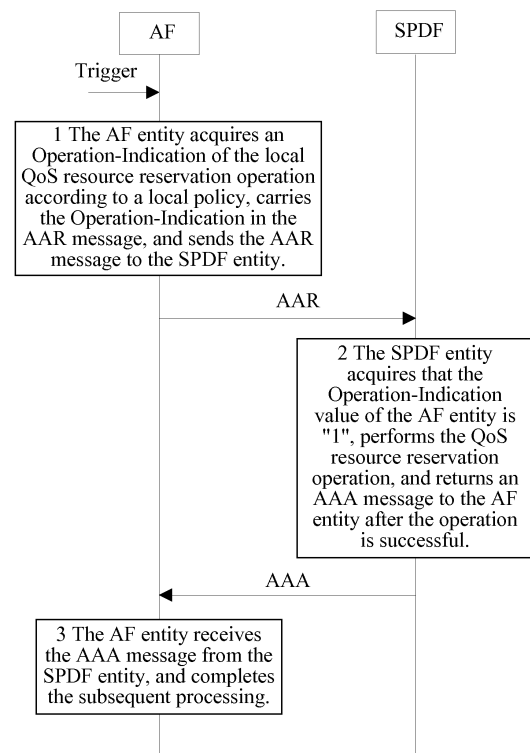 AF
SPDF
Trigger
1 The AF entity acquires an
Operation-Indication of the local
QoS resource reservation operation
according to a local policy, carries
the Operation-Indication in the
AAR message, and sends the AAR
message to the SPDF entity.
AAR
2 The SPDF entity
acquires that the
Operation-Indication
value of the AF entity is
"1", performs the QoS
resource reservation
operation, and returns an
AAA message to the AF
entity after the operation
is successful.
AAA
3 The AF entity receives
the AAA message from the
SPDF entity, and completes
the subsequent processing.